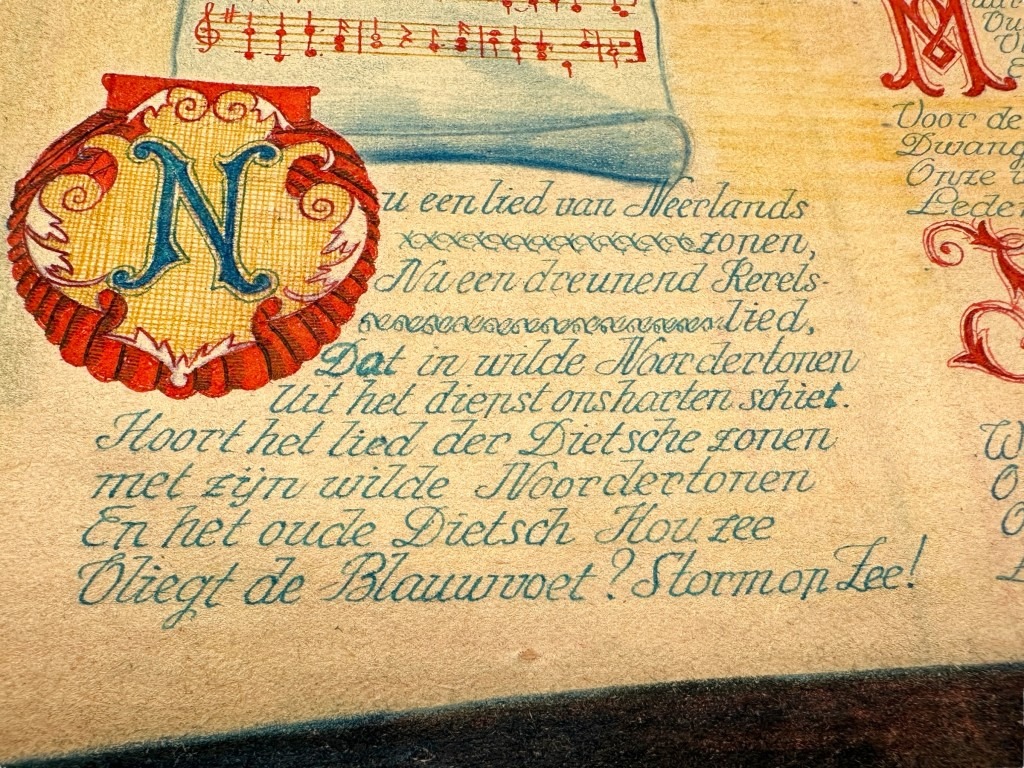 Nu een lied van Neerlands
zonen,
Nu een dreunend Kerels-
lied,
Dat in wilde Noordertonen
Uit het diepst ons harten schiet.
Hoort het lied der Dietsche zonen
met zijn wilde Noordertonen
En het oude Dietsch Hou zee
Vliegt de Blauwvoet? Storm op Zee!
M
Voor de
Dwang
Onze
Leder